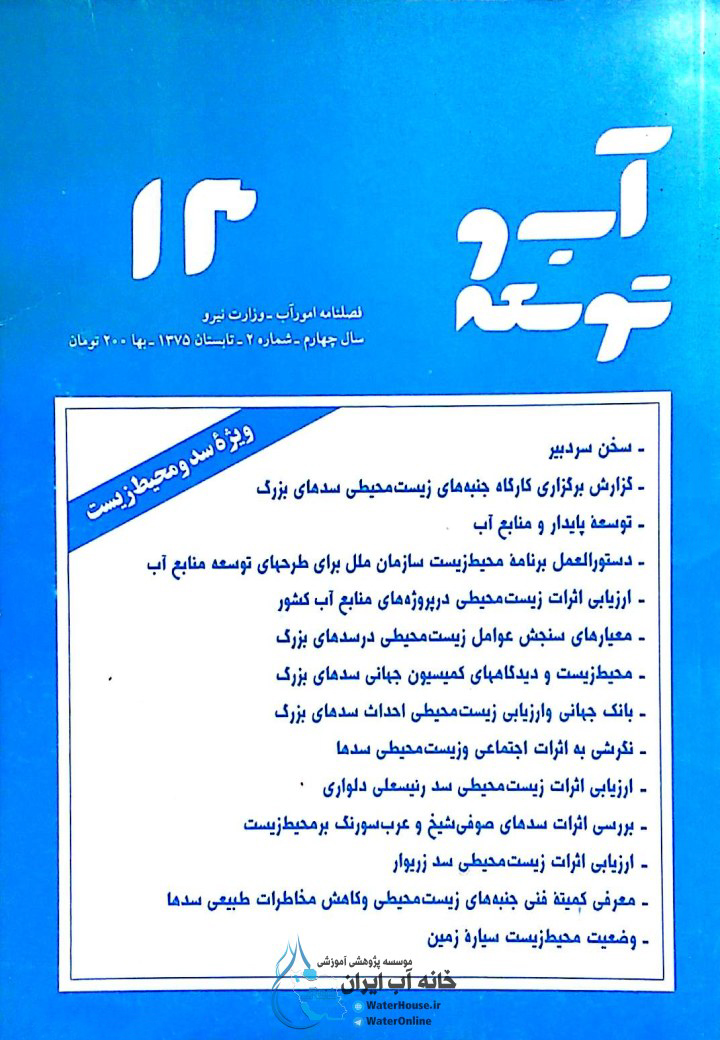 آب و
توسعه
۱۴
فصلنامه امور آب ـ وزارت نیرو
سال چهارم ـ شماره ۲ ـ تابستان ۱۳۷۵ ـ بها ۲۰۰ تومان
ویژهٔ سد و محیط‌زیست
ـ سخن سردبیر
ـ گزارش برگزاری کارگاه جنبه‌های زیست‌محیطی سدهای بزرگ
ـ توسعهٔ پایدار و منابع آب
ـ دستورالعمل برنامهٔ محیط‌زیست سازمان ملل برای طرحهای توسعه منابع آب
ـ ارزیابی اثرات زیست‌محیطی درپروژه‌های منابع آب کشور
ـ معیارهای سنجش عوامل زیست‌محیطی درسدهای بزرگ
ـ محیط‌زیست و دیدگاههای کمیسیون جهانی سدهای بزرگ
ـ بانک جهانی وارزیابی زیست‌محیطی احداث سدهای بزرگ
ـ نگرشی به اثرات اجتماعی وزیست‌محیطی سدها
ـ ارزیابی اثرات زیست‌محیطی سد رئیسعلی دلواری
ـ بررسی اثرات سدهای صوفی‌شیخ و عرب‌سورنگ برمحیط‌زیست
ـ ارزیابی اثرات زیست‌محیطی سد زریوار
ـ معرفی کمیتهٔ فنی جنبه‌های زیست‌محیطی وکاهش مخاطرات طبیعی سدها
ـ وضعیت محیط‌زیست سیارهٔ زمین
موسسه پژوهشی آموزشی
خانه آب ایران
WaterHouse.ir
WaterOnline